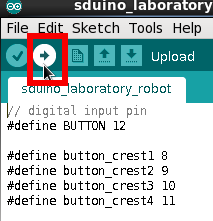 sduino_laboratory
File Edit Sketch Tools Help
Upload
sduino_laboratory_robot
// digital input pin
#define BUTTON 12
#define button_crest1 8
#define button_crest2 9
#define button_crest3 10
#define button_crest4 11